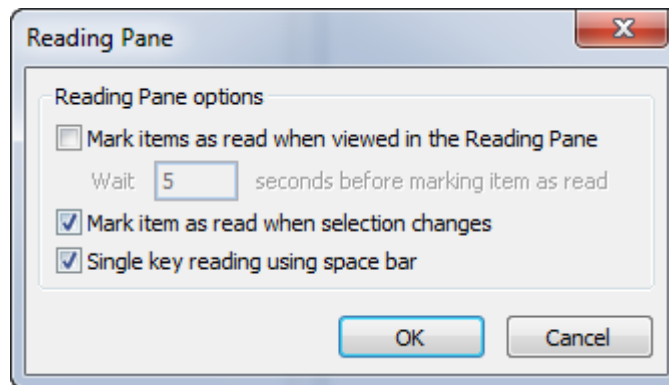 Reading Pane
Reading Pane options
Mark items as read when viewed in the Reading Pane
Wait 5 seconds before marking item as read
Mark item as read when selection changes
Single key reading using space bar
OK Cancel